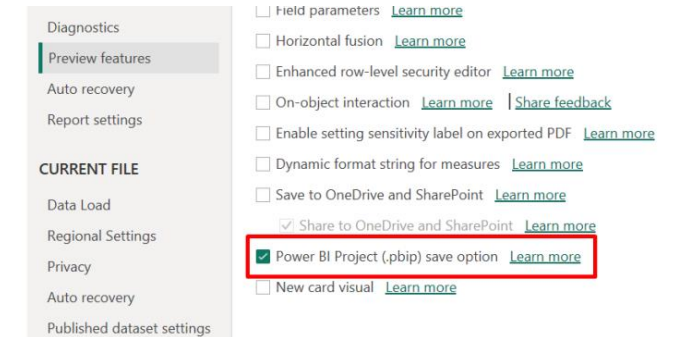 Diagnostics
Preview features
Auto recovery
Report settings
CURRENT FILE
Data Load
Regional Settings
Privacy
Auto recovery
Published dataset settings
Field parameters Learn more
Horizontal fusion Learn more
Enhanced row-level security editor Learn more
On-object interaction Learn more | Share feedback
Enable setting sensitivity label on exported PDF Learn more
Dynamic format string for measures Learn more
Save to OneDrive and SharePoint Learn more
Share to OneDrive and SharePoint Learn more
Power BI Project (.pbip) save option Learn more
New card visual Learn more